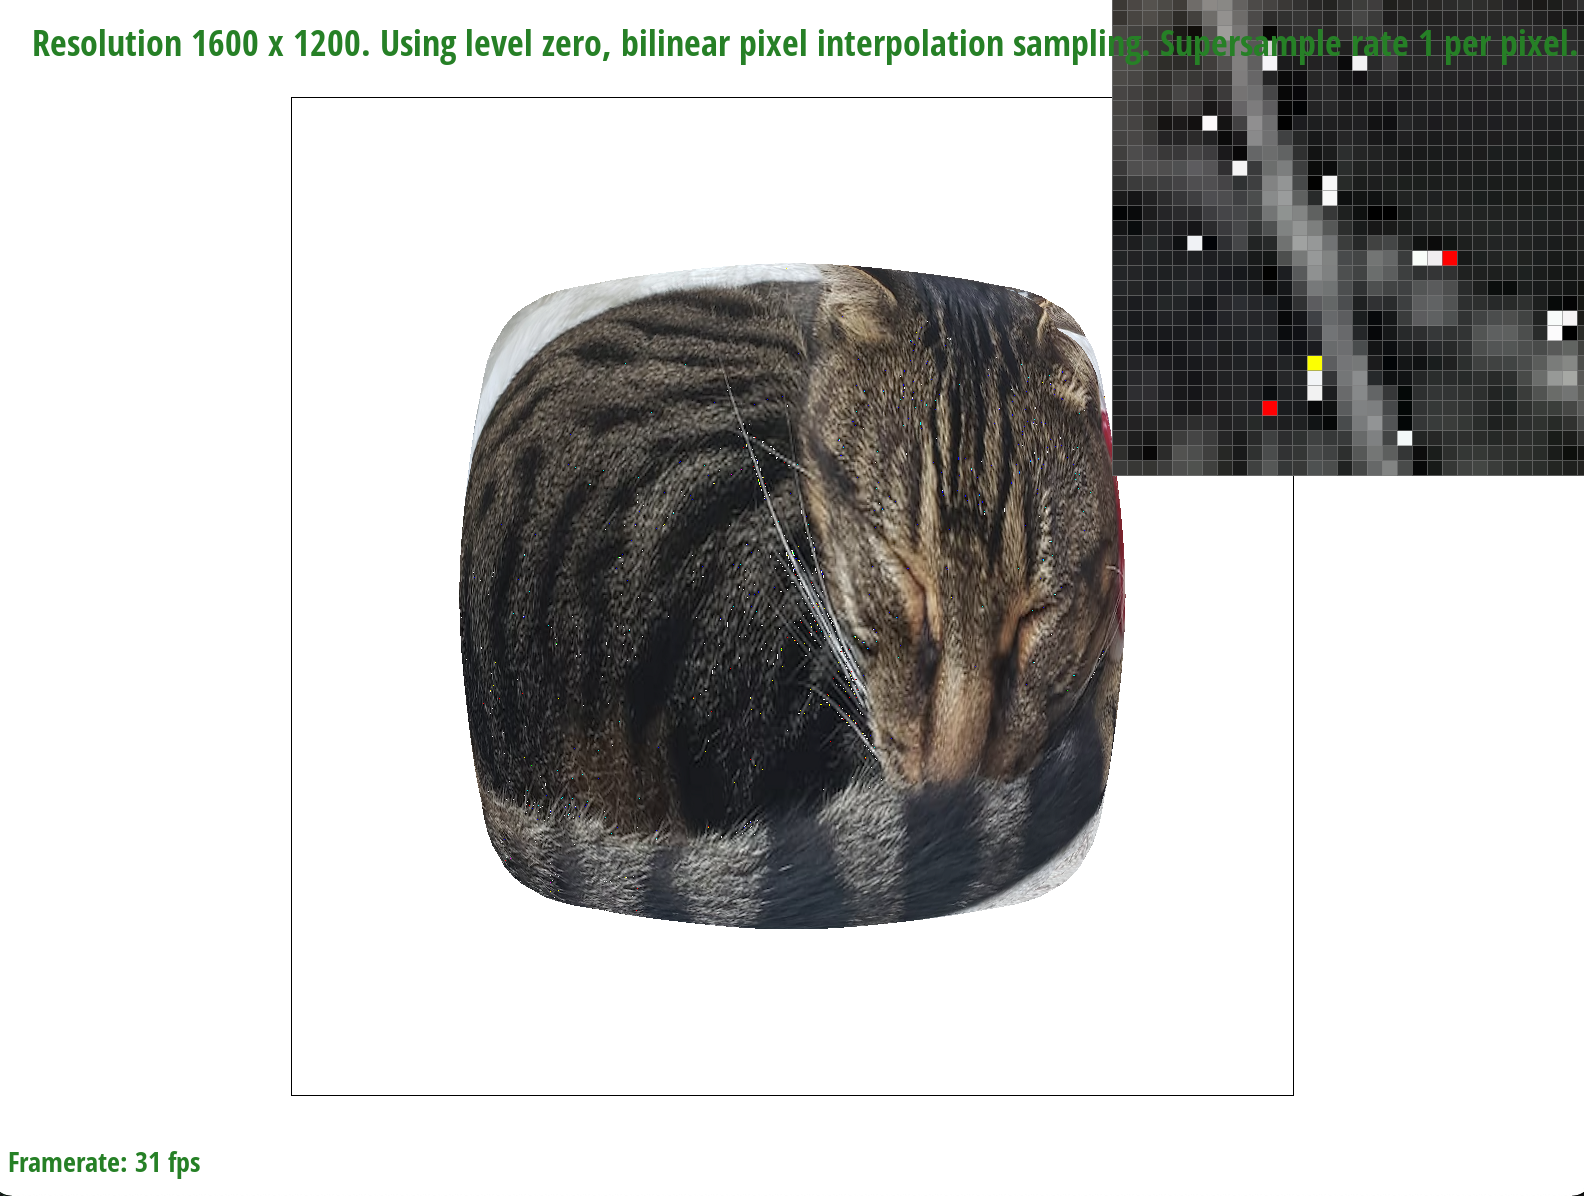 Resolution 1600 x 1200. Using level zero, bilinear pixel interpolation sampling. Supersample rate 1 per pixel.
Framerate: 31 fps